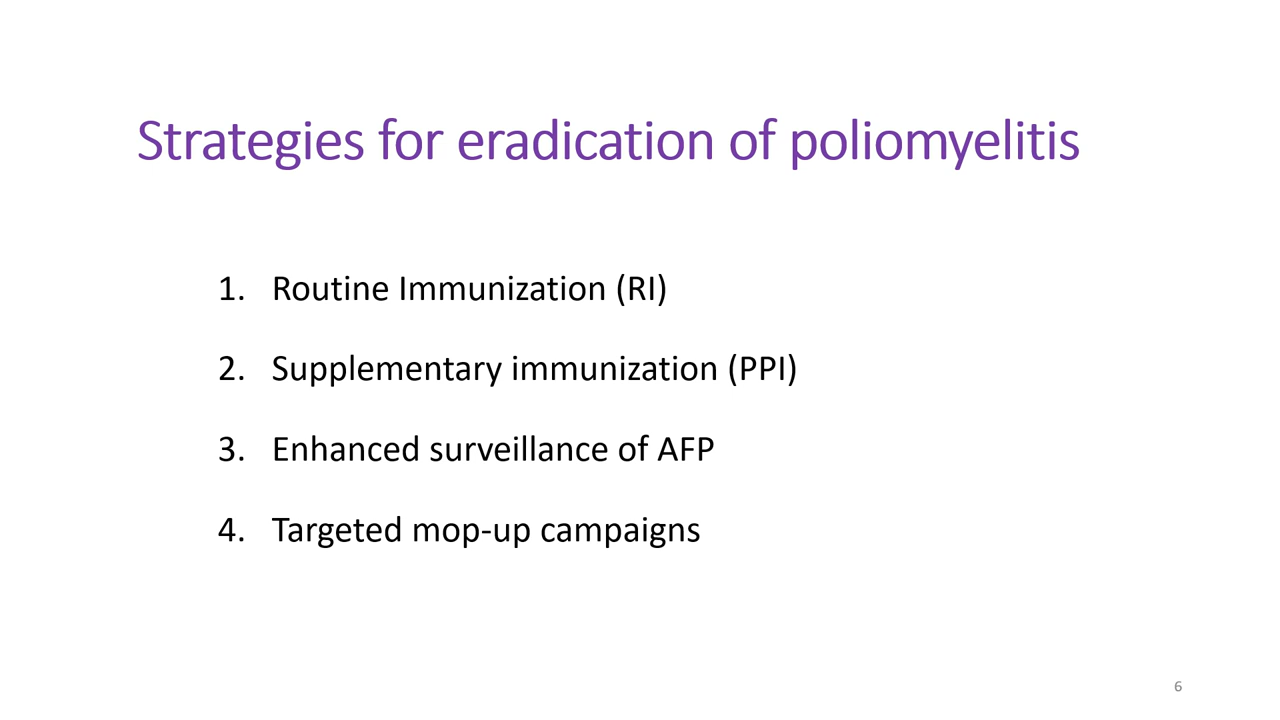 Strategies for eradication of poliomyelitis
1. Routine Immunization (RI)
2. Supplementary immunization (PPI)
3. Enhanced surveillance of AFP
4. Targeted mop-up campaigns
6